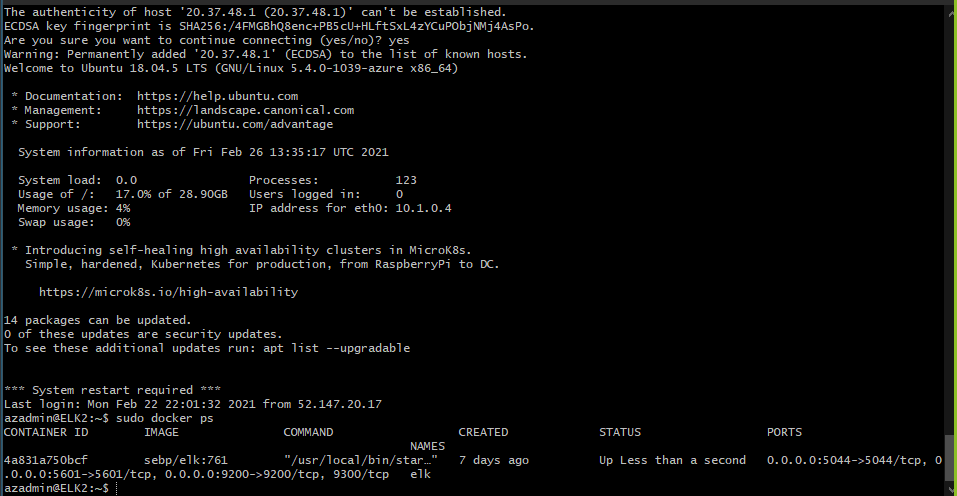 The authenticity of host '20.37.48.1 (20.37.48.1)' can't be established.
ECDSA key fingerprint is SHA256:/4FMGBhQ8enc+PB5cU+HLftSxL4zYCuPObjNMj4AsPo.
Are you sure you want to continue connecting (yes/no)? yes
Warning: Permanently added '20.37.48.1' (ECDSA) to the list of known hosts.
Welcome to Ubuntu 18.04.5 LTS (GNU/Linux 5.4.0-1039-azure x86_64)
* Documentation:  https://help.ubuntu.com
* Management:     https://landscape.canonical.com
* Support:        https://ubuntu.com/advantage
System information as of Fri Feb 26 13:35:17 UTC 2021
System load:  0.0                Processes:           123
Usage of /:   17.0% of 28.90GB   Users logged in:     0
Memory usage: 4%                 IP address for eth0: 10.1.0.4
Swap usage:   0%
* Introducing self-healing high availability clusters in MicroK8s.
Simple, hardened, Kubernetes for production, from RaspberryPi to DC.
https://microk8s.io/high-availability
14 packages can be updated.
0 of these updates are security updates.
To see these additional updates run: apt list --upgradable
*** System restart required ***
Last login: Mon Feb 22 22:01:32 2021 from 52.147.20.17
azadmin@ELK2:~$ sudo docker ps
CONTAINER ID        IMAGE               COMMAND                  CREATED             STATUS                  PORTS
NAMES
4a831a750bcf        sebp/elk:761        "/usr/local/bin/star…"   7 days ago          Up Less than a second   0.0.0.0:5044->5044/tcp, 0
.0.0.0:5601->5601/tcp, 0.0.0.0:9200->9200/tcp, 9300/tcp   elk
azadmin@ELK2:~$